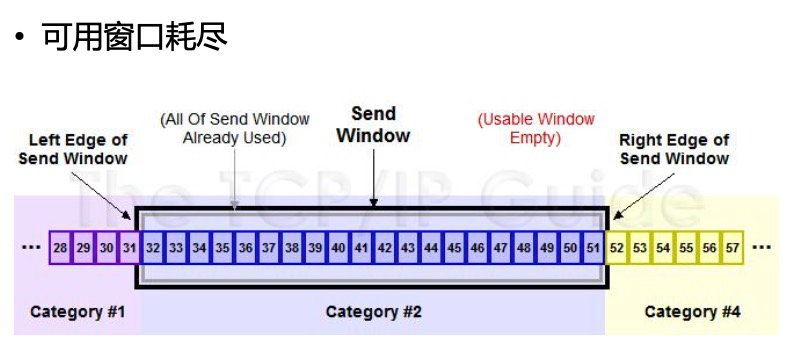 • 可用窗口耗尽
(All Of Send Window
Already Used)
Send
Window
(Usable Window
Empty)
Left Edge of
Send Window
Right Edge of
Send Window
The TCP/IP Guide
... 28 29 30 31 32 33 34 35 36 37 38 39 40 41 42 43 44 45 46 47 48 49 50 51 52 53 54 55 56 57 ...
Category #1
Category #2
Category #4